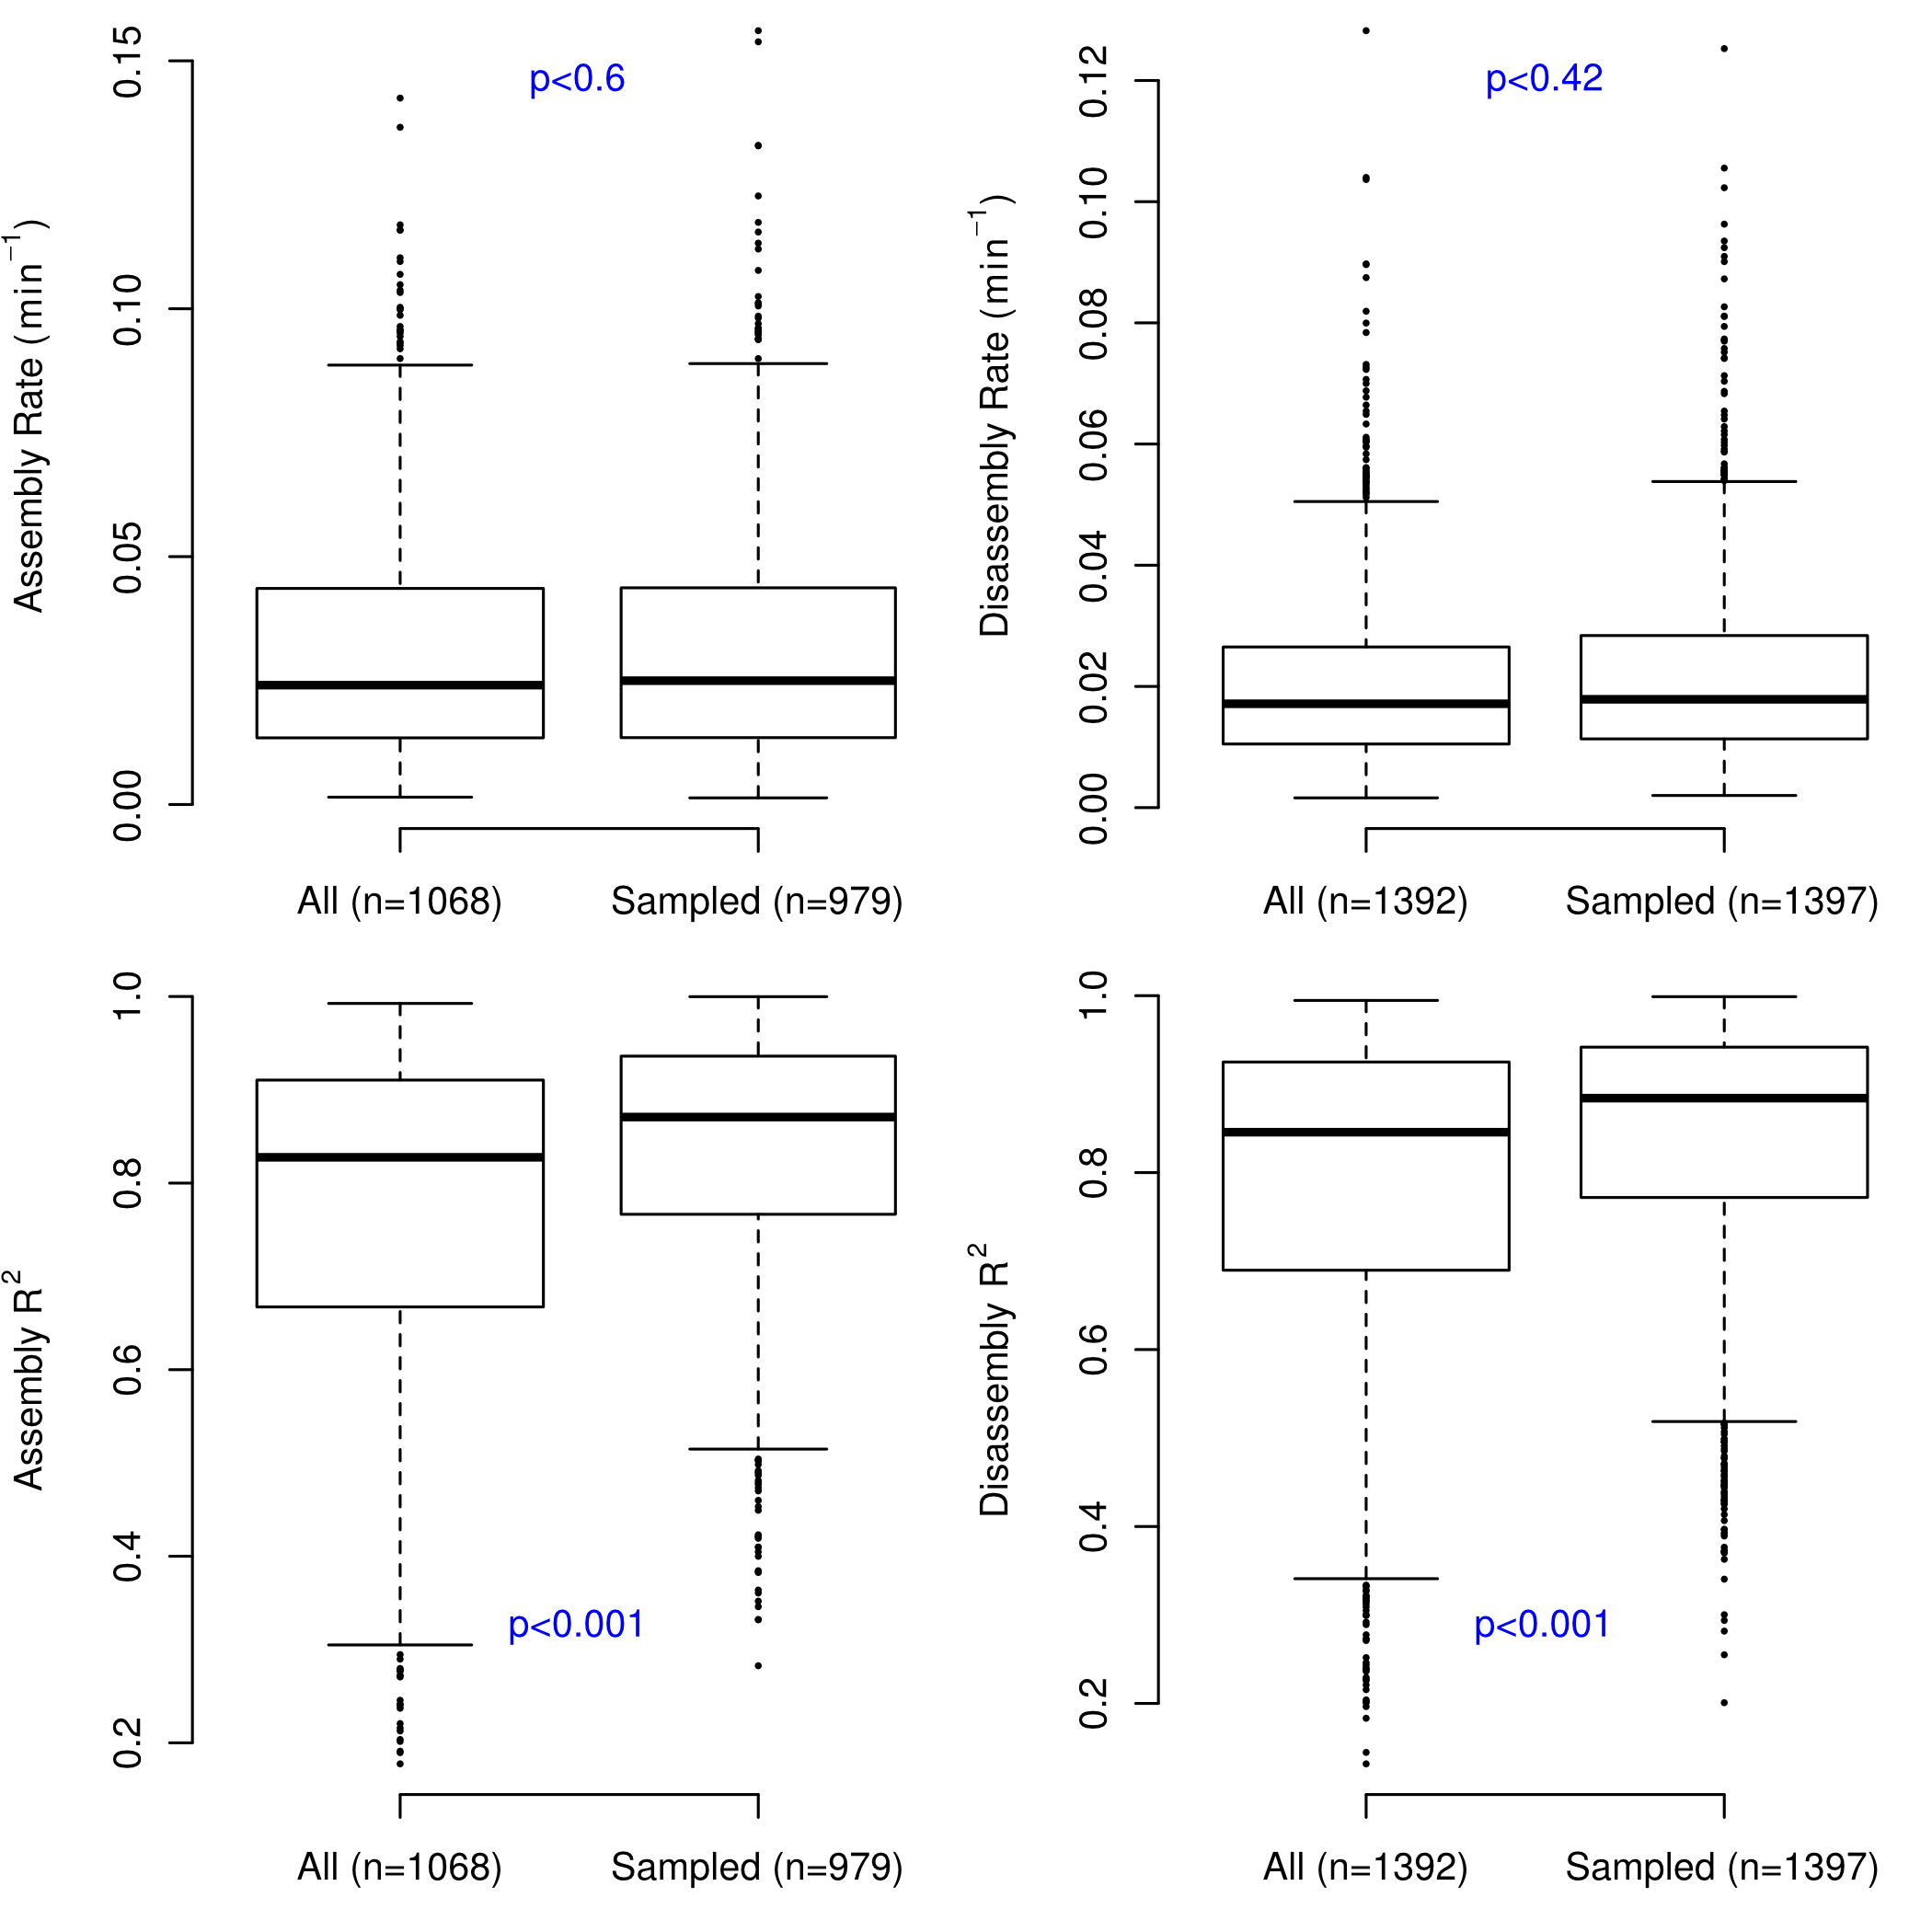 Assembly Rate (min⁻¹)
0.15
0.10
0.05
0.00
p<0.6
All (n=1068)
Sampled (n=979)
Disassembly Rate (min⁻¹)
0.12
0.10
0.08
0.06
0.04
0.02
0.00
p<0.42
All (n=1392)
Sampled (n=1397)
Assembly R²
1.0
0.8
0.6
0.4
0.2
p<0.001
All (n=1068)
Sampled (n=979)
Disassembly R²
1.0
0.8
0.6
0.4
0.2
p<0.001
All (n=1392)
Sampled (n=1397)